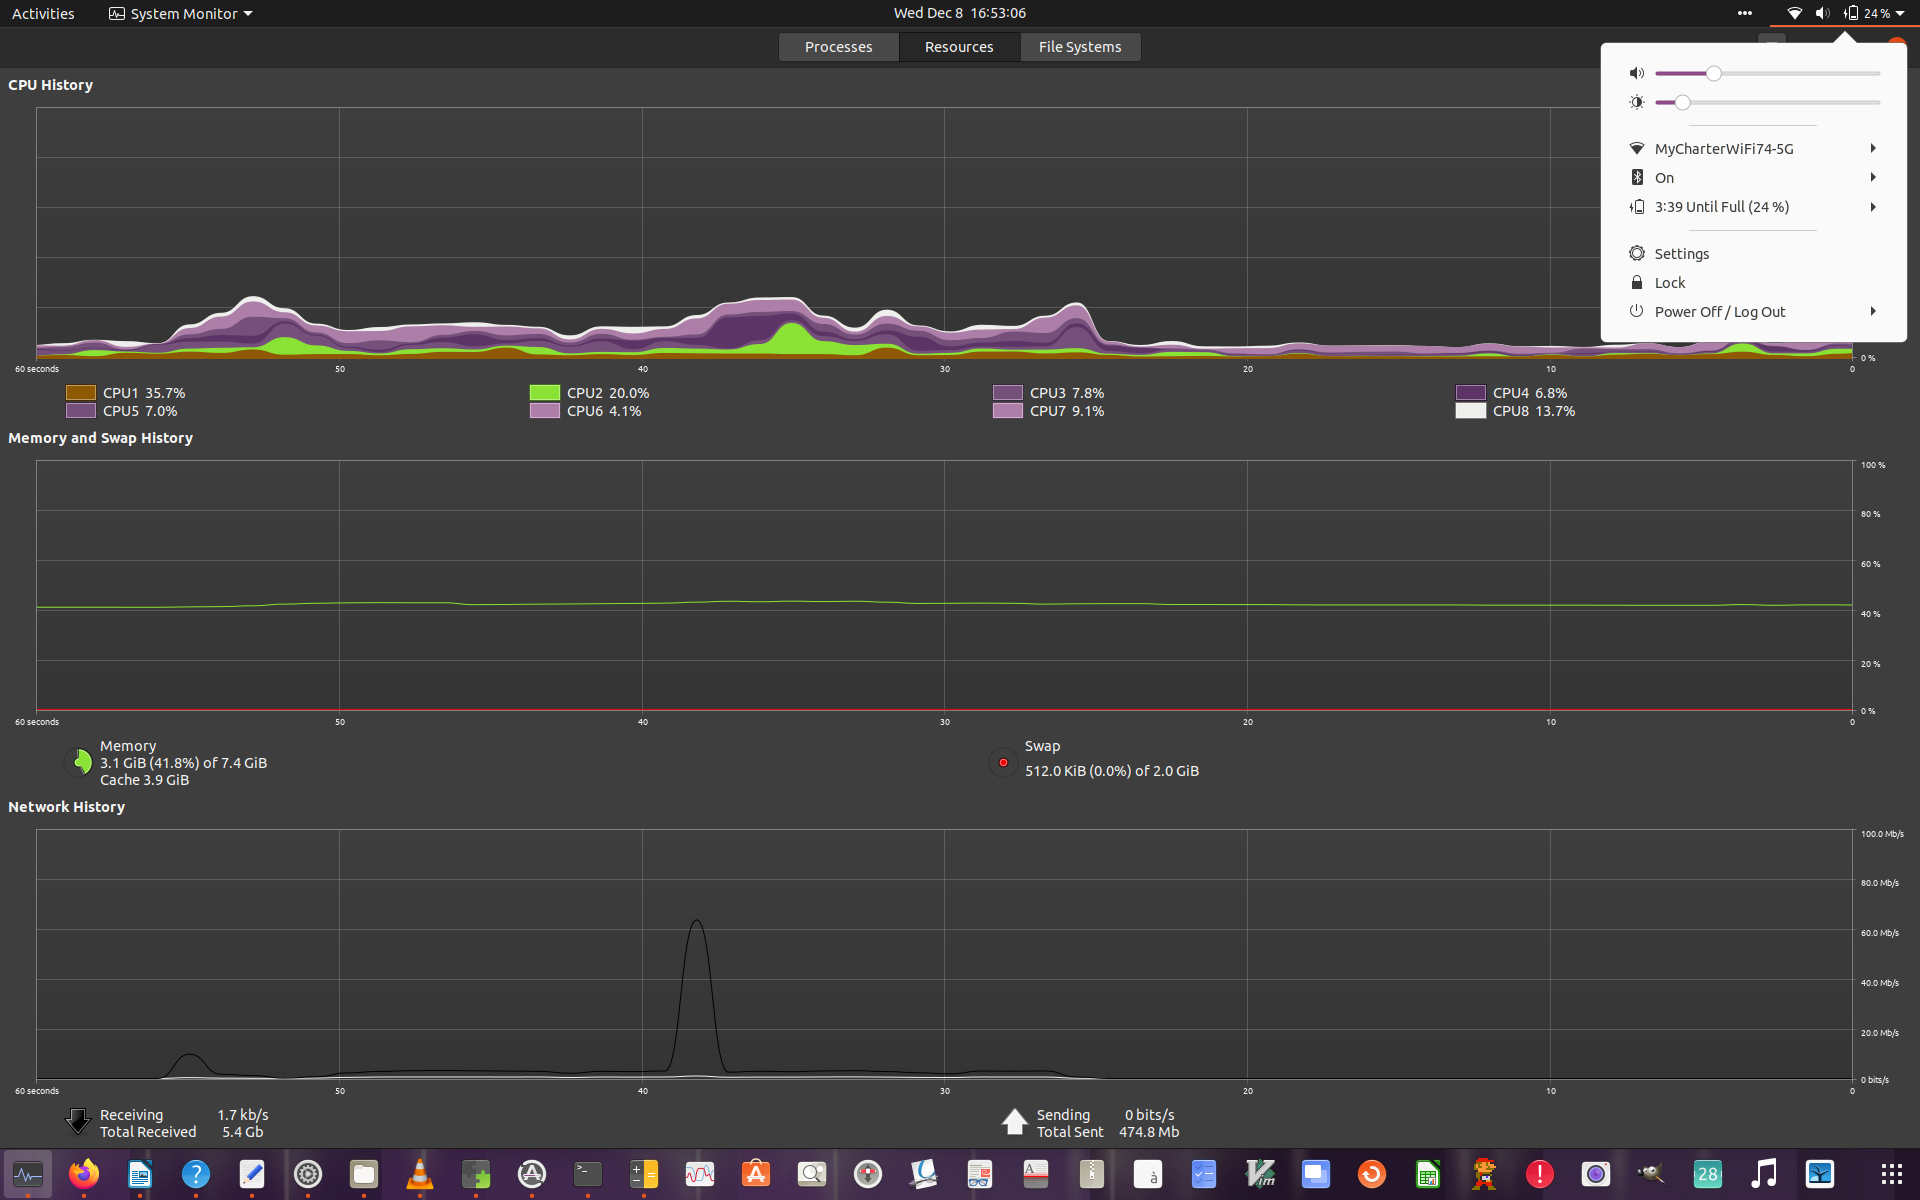 Activities
System Monitor
Wed Dec 8 16:53:06
24 %
Processes
Resources
File Systems
MyCharterWiFi74-5G
On
3:39 Until Full (24 %)
Settings
Lock
Power Off / Log Out
CPU History
0 %
60 seconds 50 40 30 20 10 0
CPU1 35.7% CPU2 20.0% CPU3 7.8% CPU4 6.8%
CPU5 7.0% CPU6 4.1% CPU7 9.1% CPU8 13.7%
Memory and Swap History
100 %
80 %
60 %
40 %
20 %
0 %
60 seconds 50 40 30 20 10 0
Memory
3.1 GiB (41.8%) of 7.4 GiB
Cache 3.9 GiB
Swap
512.0 KiB (0.0%) of 2.0 GiB
Network History
100.0 Mb/s
80.0 Mb/s
60.0 Mb/s
40.0 Mb/s
20.0 Mb/s
0 bits/s
60 seconds 50 40 30 20 10 0
Receiving 1.7 kb/s
Total Received 5.4 Gb
Sending 0 bits/s
Total Sent 474.8 Mb
28